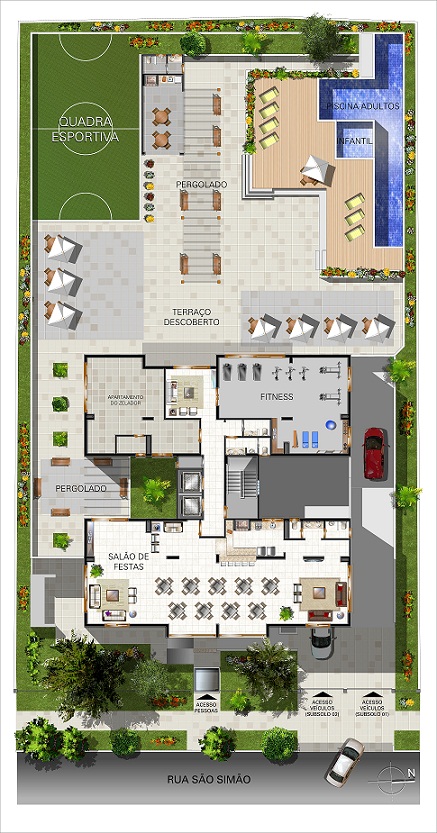 QUADRA
ESPORTIVA
PISCINA ADULTOS
INFANTIL
PERGOLADO
TERRAÇO
DESCOBERTO
APARTAMENTO
DO ZELADOR
FITNESS
PERGOLADO
SALÃO DE
FESTAS
ACESSO
PESSOAS
ACESSO
VEÍCULOS
(SUBSOLO 02)
ACESSO
VEÍCULOS
(SUBSOLO 01)
RUA SÃO SIMÃO
N